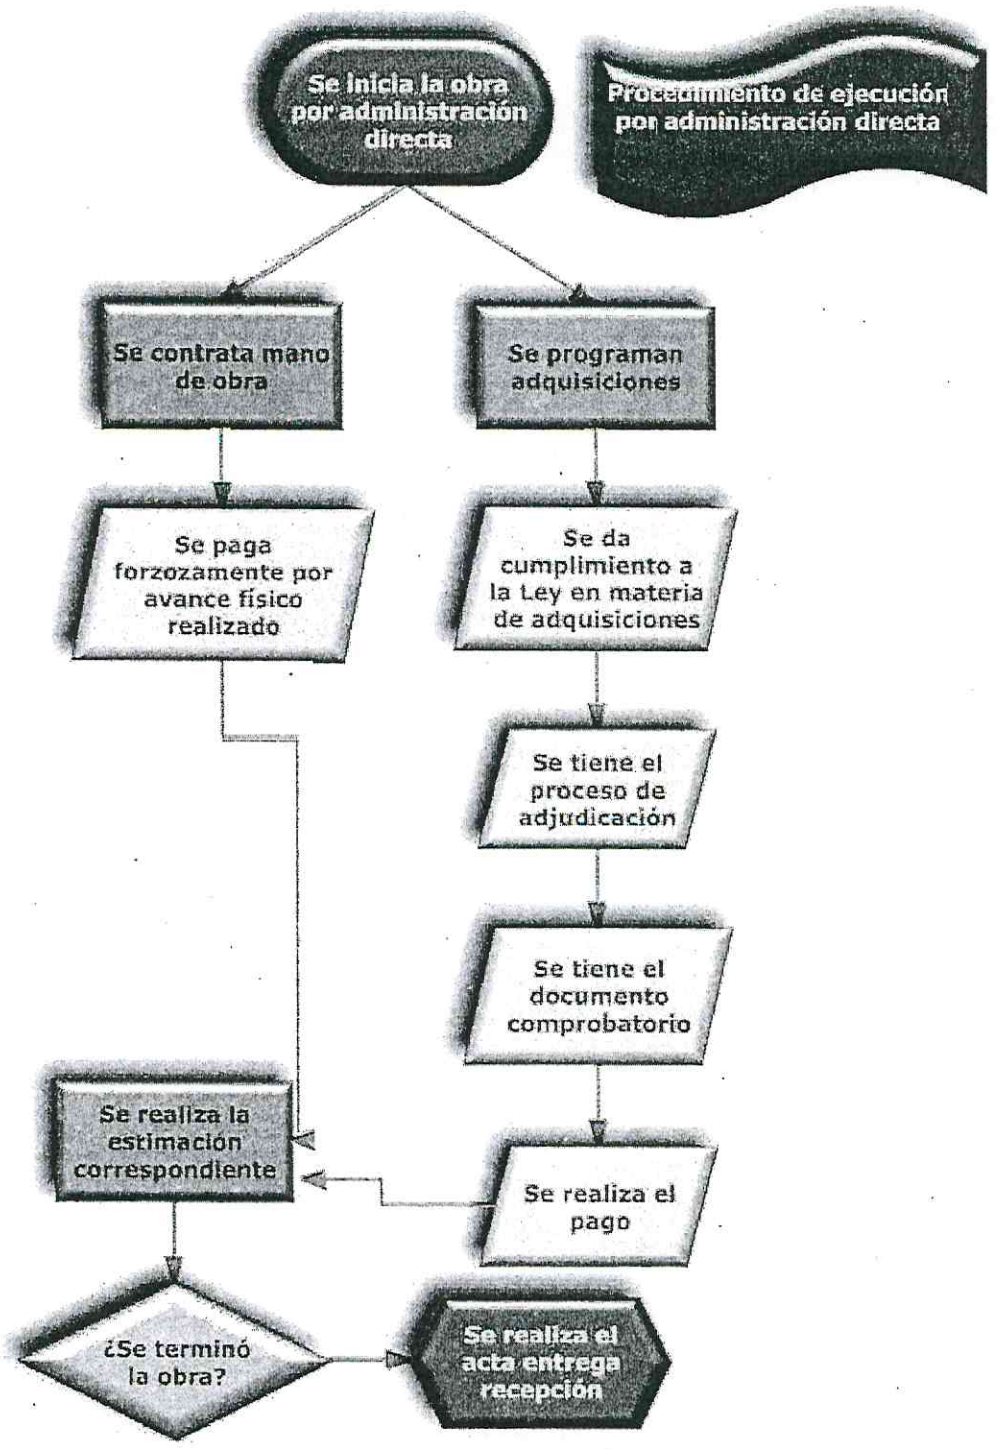 Se inicia la obra
por administración
directa
Procedimiento de ejecución
por administración directa
Se contrata mano
de obra
Se programan
adquisiciones
Se paga
forzozamente por
avance físico
realizado
Se da
cumplimiento a
la Ley en materia
de adquisiciones
Se tiene el
proceso de
adjudicación
Se tiene el
documento
comprobatorio
Se realiza la
estimación
correspondiente
Se realiza el
pago
¿Se terminó
la obra?
Se realiza el
acta entrega
recepción